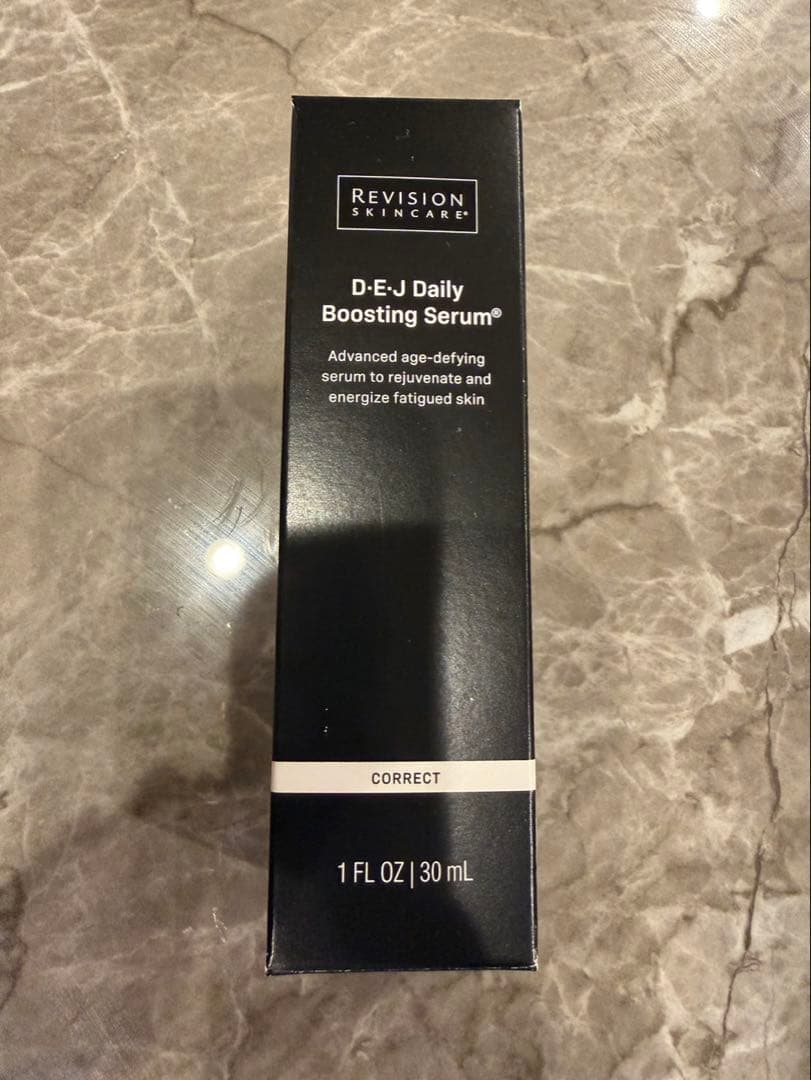 REVISION
SKINCARE®
D·E·J Daily
Boosting Serum®
Advanced age-defying
serum to rejuvenate and
energize fatigued skin
CORRECT
1 FL OZ | 30 mL